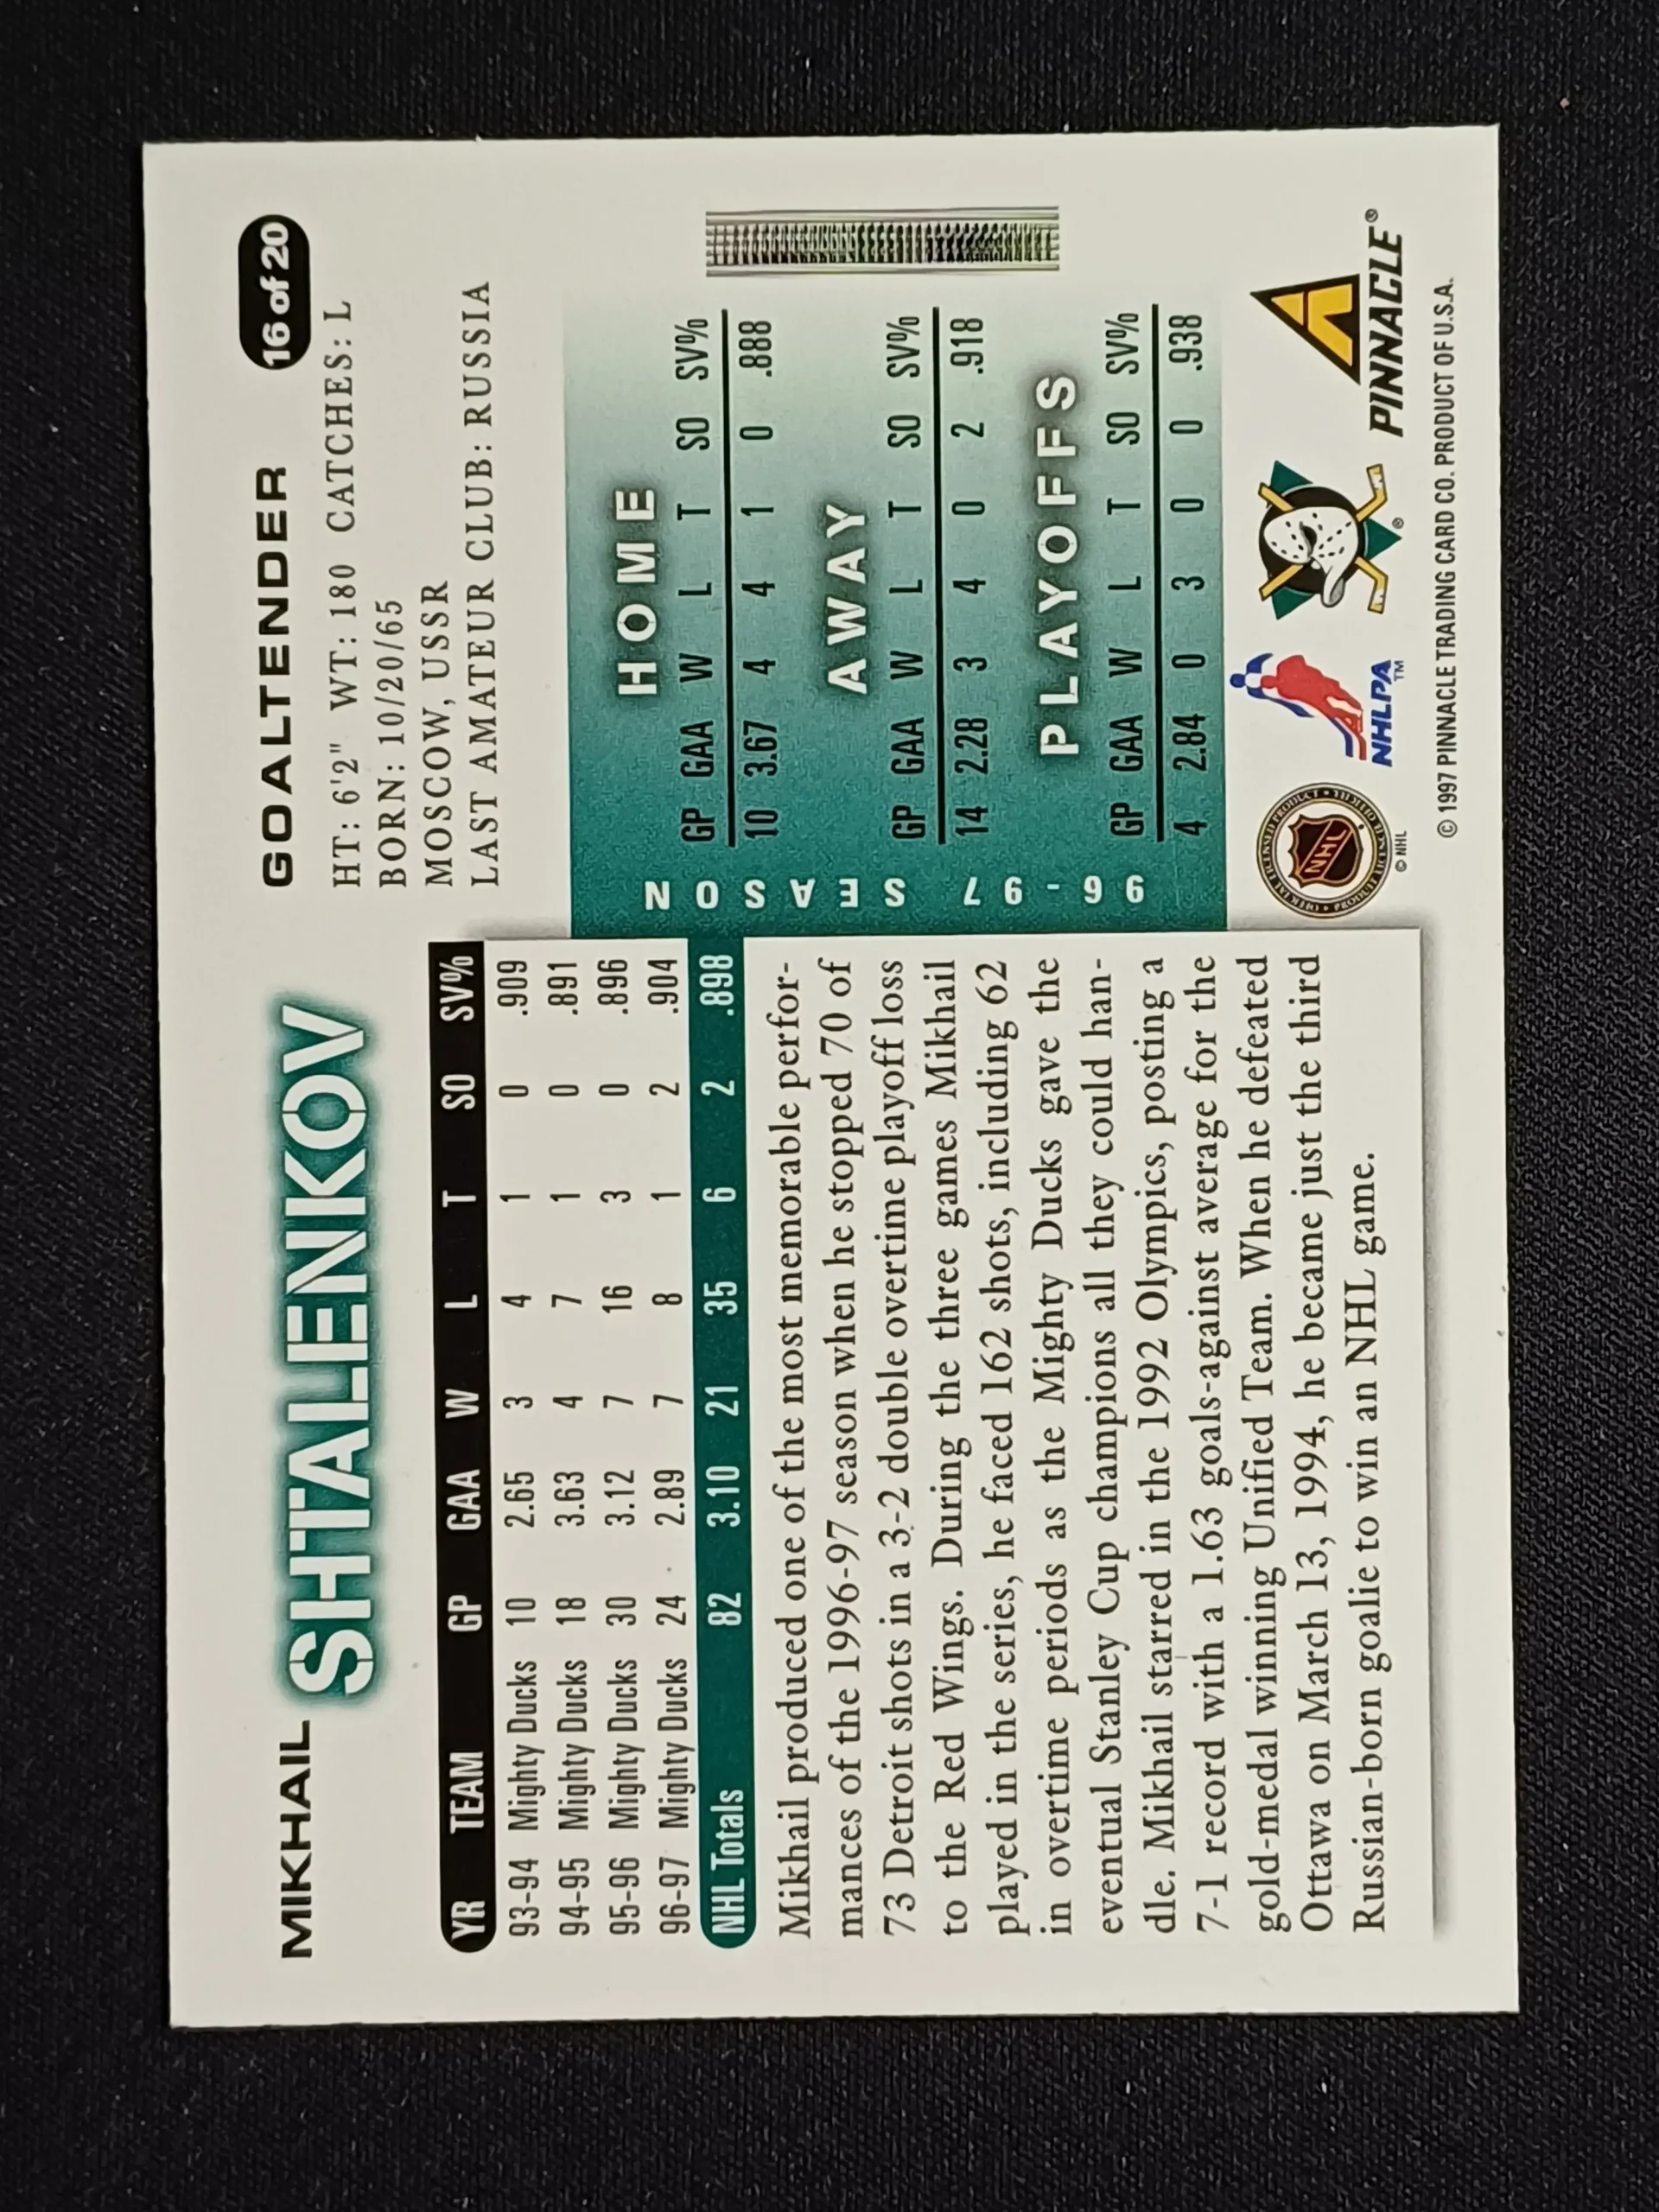 MIKHAIL SHTALENKOV
GOALTENDER 16 of 20
HT: 6'2" WT: 180 CATCHES: L
BORN: 10/20/65
MOSCOW, USSR
LAST AMATEUR CLUB: RUSSIA
YR TEAM GP GAA W L T SO SV%
93-94 Mighty Ducks 10 2.65 3 4 1 0 .909
94-95 Mighty Ducks 18 3.63 4 7 1 0 .891
95-96 Mighty Ducks 30 3.12 7 16 3 0 .896
96-97 Mighty Ducks 24 2.89 7 8 1 2 .904
NHL Totals 82 3.10 21 35 6 2 .898
Mikhail produced one of the most memorable perfor-
mances of the 1996-97 season when he stopped 70 of
73 Detroit shots in a 3-2 double overtime playoff loss
to the Red Wings. During the three games Mikhail
played in the series, he faced 162 shots, including 62
in overtime periods as the Mighty Ducks gave the
eventual Stanley Cup champions all they could han-
dle. Mikhail starred in the 1992 Olympics, posting a
7-1 record with a 1.63 goals-against average for the
gold-medal winning Unified Team. When he defeated
Ottawa on March 13, 1994, he became just the third
Russian-born goalie to win an NHL game.
96-97 SEASON
HOME
GP GAA W L T SO SV%
10 3.67 4 4 1 0 .888
AWAY
GP GAA W L T SO SV%
14 2.28 3 4 0 2 .918
PLAYOFFS
GP GAA W L T SO SV%
4 2.84 0 3 0 0 .938
NHL
© NHL
NHLPA™
®
PINNACLE®
© 1997 PINNACLE TRADING CARD CO. PRODUCT OF U.S.A.